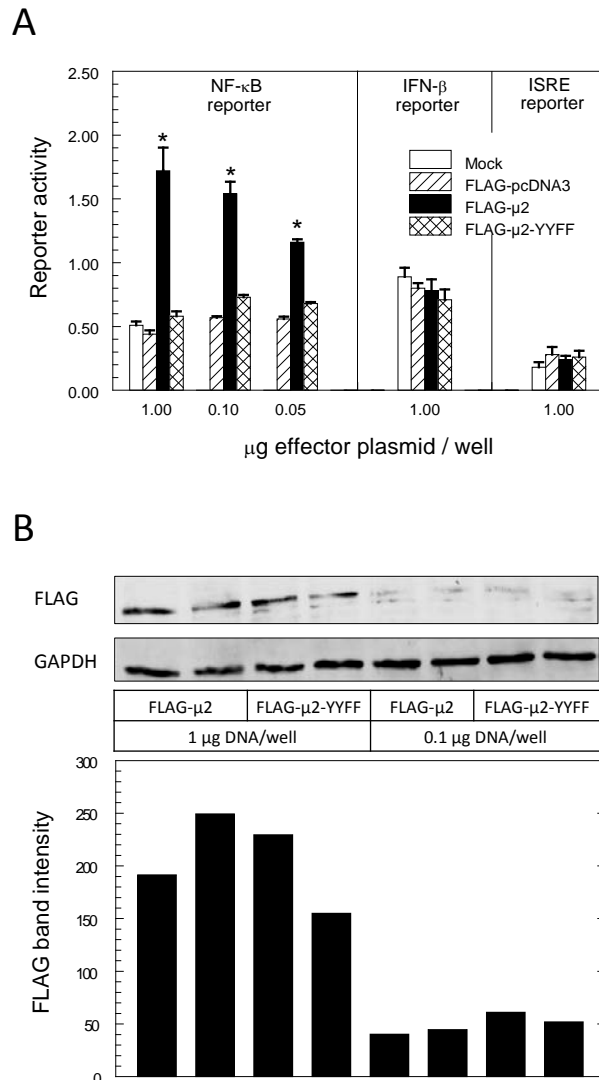 A
NF-κB reporter
IFN-β reporter
ISRE reporter
2.50
2.00
1.50
1.00
0.50
0.00
Reporter activity
* * *
Mock
FLAG-pcDNA3
FLAG-μ2
FLAG-μ2-YYFF
1.00 0.10 0.05 1.00 1.00
μg effector plasmid / well
B
FLAG
GAPDH
FLAG-μ2 FLAG-μ2-YYFF FLAG-μ2 FLAG-μ2-YYFF
1 μg DNA/well 0.1 μg DNA/well
300
250
200
150
100
50
0
FLAG band intensity